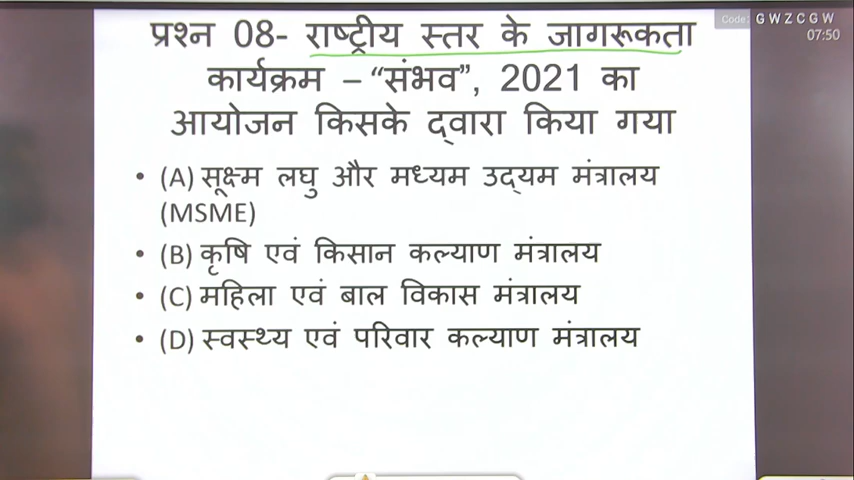 Code: G W Z C G W
07:50
प्रश्न 08- राष्ट्रीय स्तर के जागरूकता
कार्यक्रम – “संभव”, 2021 का
आयोजन किसके द्वारा किया गया
• (A) सूक्ष्म लघु और मध्यम उद्यम मंत्रालय
(MSME)
• (B) कृषि एवं किसान कल्याण मंत्रालय
• (C) महिला एवं बाल विकास मंत्रालय
• (D) स्वस्थ्य एवं परिवार कल्याण मंत्रालय